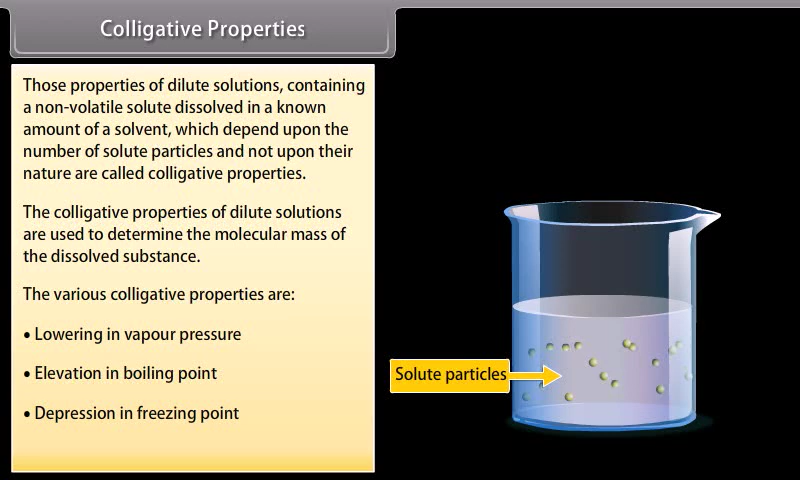 Colligative Properties
Those properties of dilute solutions, containing
a non-volatile solute dissolved in a known
amount of a solvent, which depend upon the
number of solute particles and not upon their
nature are called colligative properties.
The colligative properties of dilute solutions
are used to determine the molecular mass of
the dissolved substance.
The various colligative properties are:
• Lowering in vapour pressure
• Elevation in boiling point
• Depression in freezing point
Solute particles